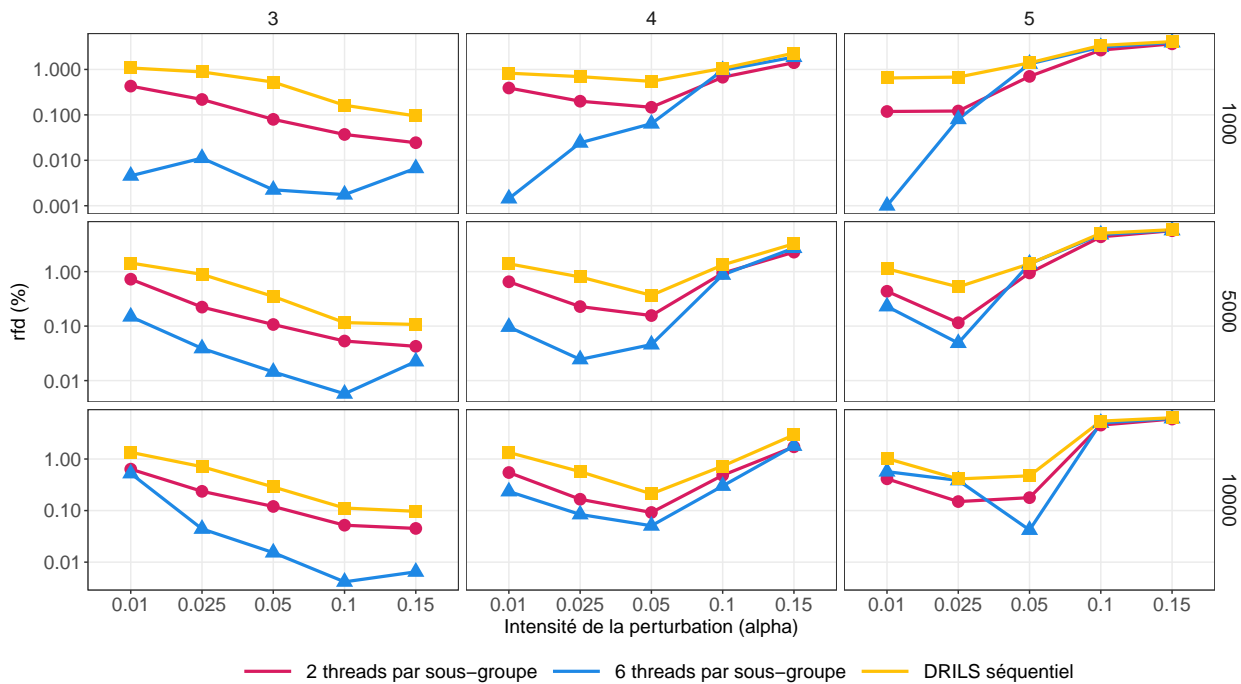 3
4
5
1.000
0.100
0.010
0.001
1000
1.00
0.10
0.01
5000
rfd (%)
1.00
0.10
0.01
10000
0.01 0.025 0.05 0.1 0.15
0.01 0.025 0.05 0.1 0.15
0.01 0.025 0.05 0.1 0.15
Intensité de la perturbation (alpha)
2 threads par sous−groupe
6 threads par sous−groupe
DRILS séquentiel